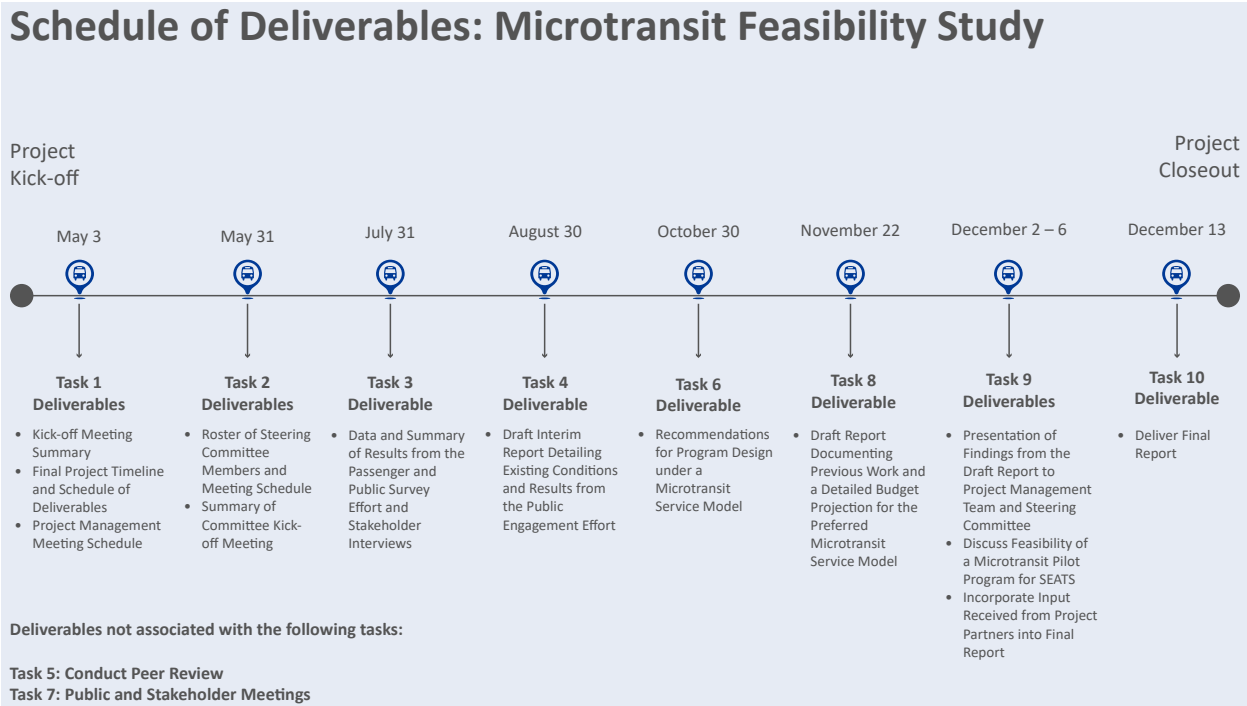 Schedule of Deliverables: Microtransit Feasibility Study
Project
Kick-off
Project
Closeout
May 3
May 31
July 31
August 30
October 30
November 22
December 2 – 6
December 13
Task 1
Deliverables
• Kick-off Meeting
Summary
• Final Project Timeline
and Schedule of
Deliverables
• Project Management
Meeting Schedule
Task 2
Deliverables
• Roster of Steering
Committee
Members and
Meeting Schedule
• Summary of
Committee Kick-
off Meeting
Task 3
Deliverable
• Data and Summary
of Results from the
Passenger and
Public Survey
Effort and
Stakeholder
Interviews
Task 4
Deliverable
• Draft Interim
Report Detailing
Existing Conditions
and Results from
the Public
Engagement Effort
Task 6
Deliverable
• Recommendations
for Program Design
under a
Microtransit
Service Model
Task 8
Deliverable
• Draft Report
Documenting
Previous Work and
a Detailed Budget
Projection for the
Preferred
Microtransit
Service Model
Task 9
Deliverables
• Presentation of
Findings from the
Draft Report to
Project Management
Team and Steering
Committee
• Discuss Feasibility of
a Microtransit Pilot
Program for SEATS
• Incorporate Input
Received from Project
Partners into Final
Report
Task 10
Deliverable
• Deliver Final
Report
Deliverables not associated with the following tasks:
Task 5: Conduct Peer Review
Task 7: Public and Stakeholder Meetings